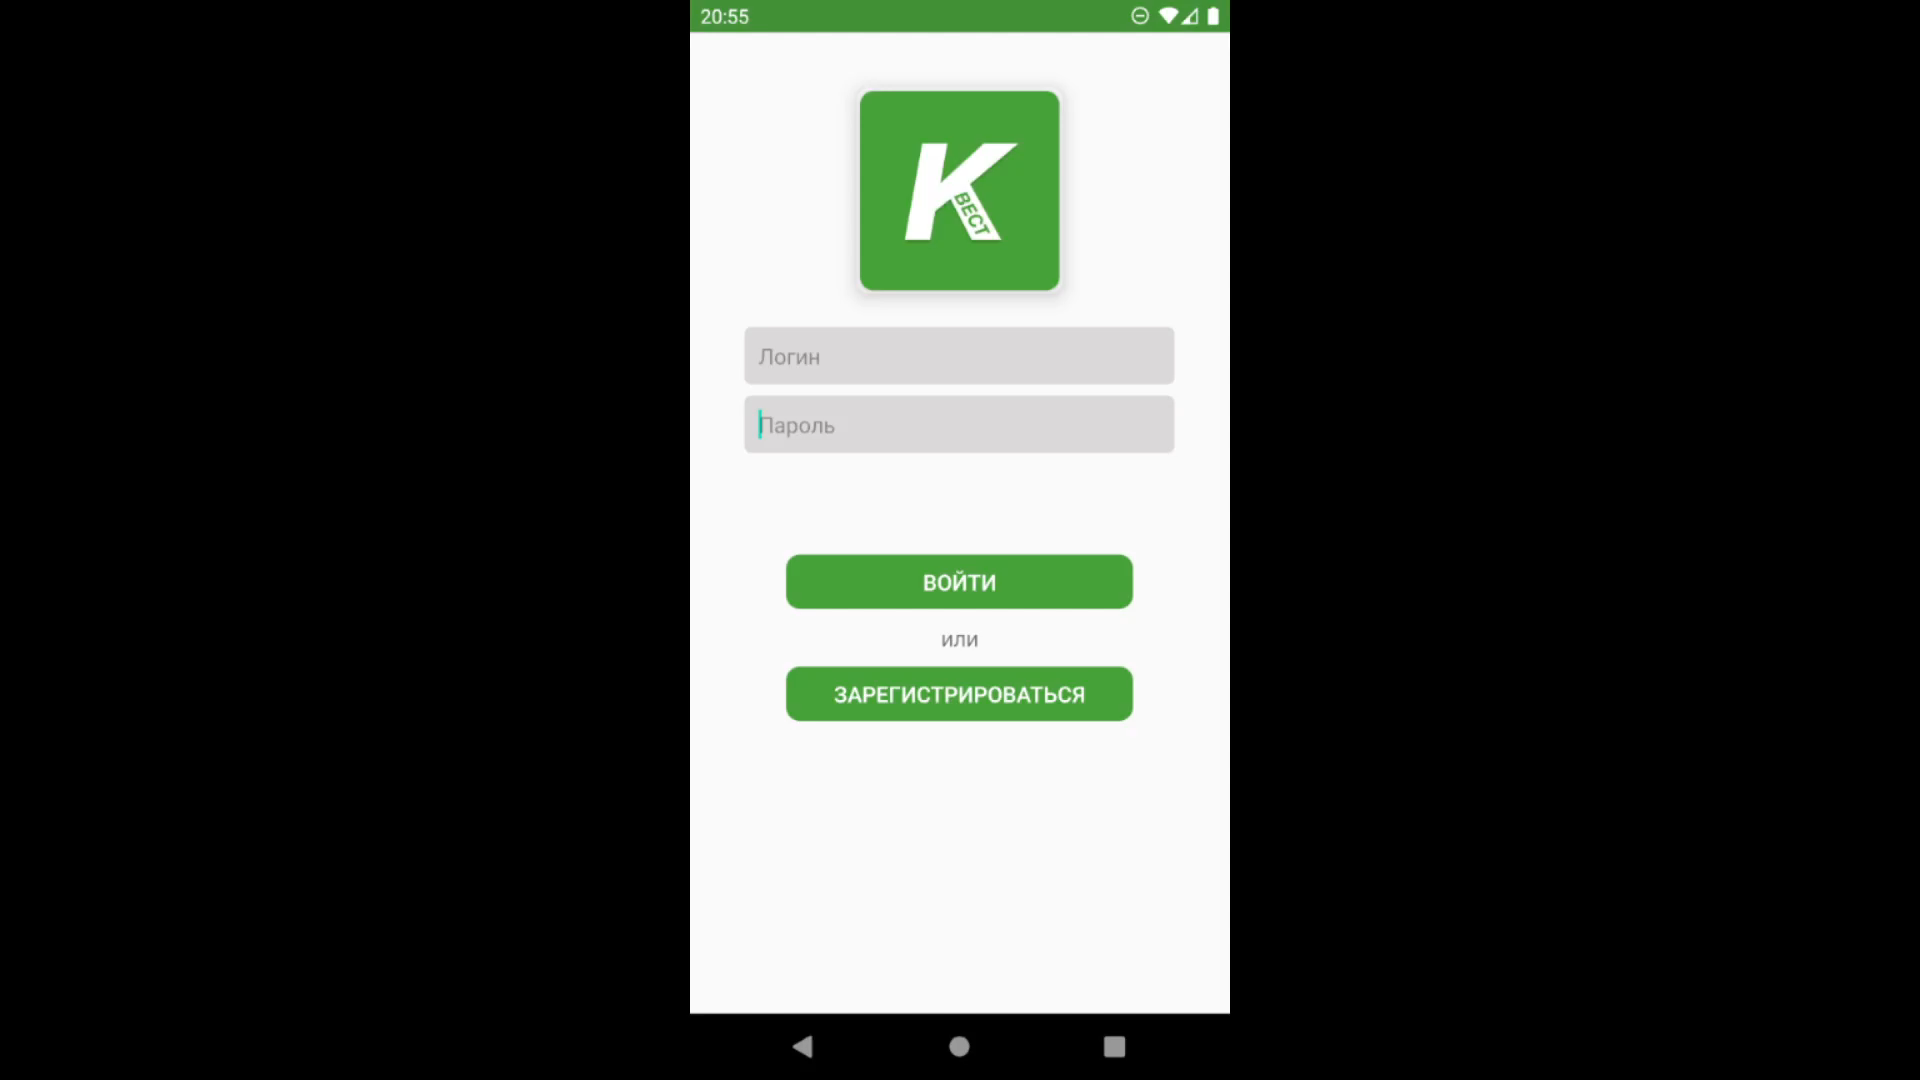 20:55
К
ВЕСТ
Логин
Пароль
ВОЙТИ
или
ЗАРЕГИСТРИРОВАТЬСЯ